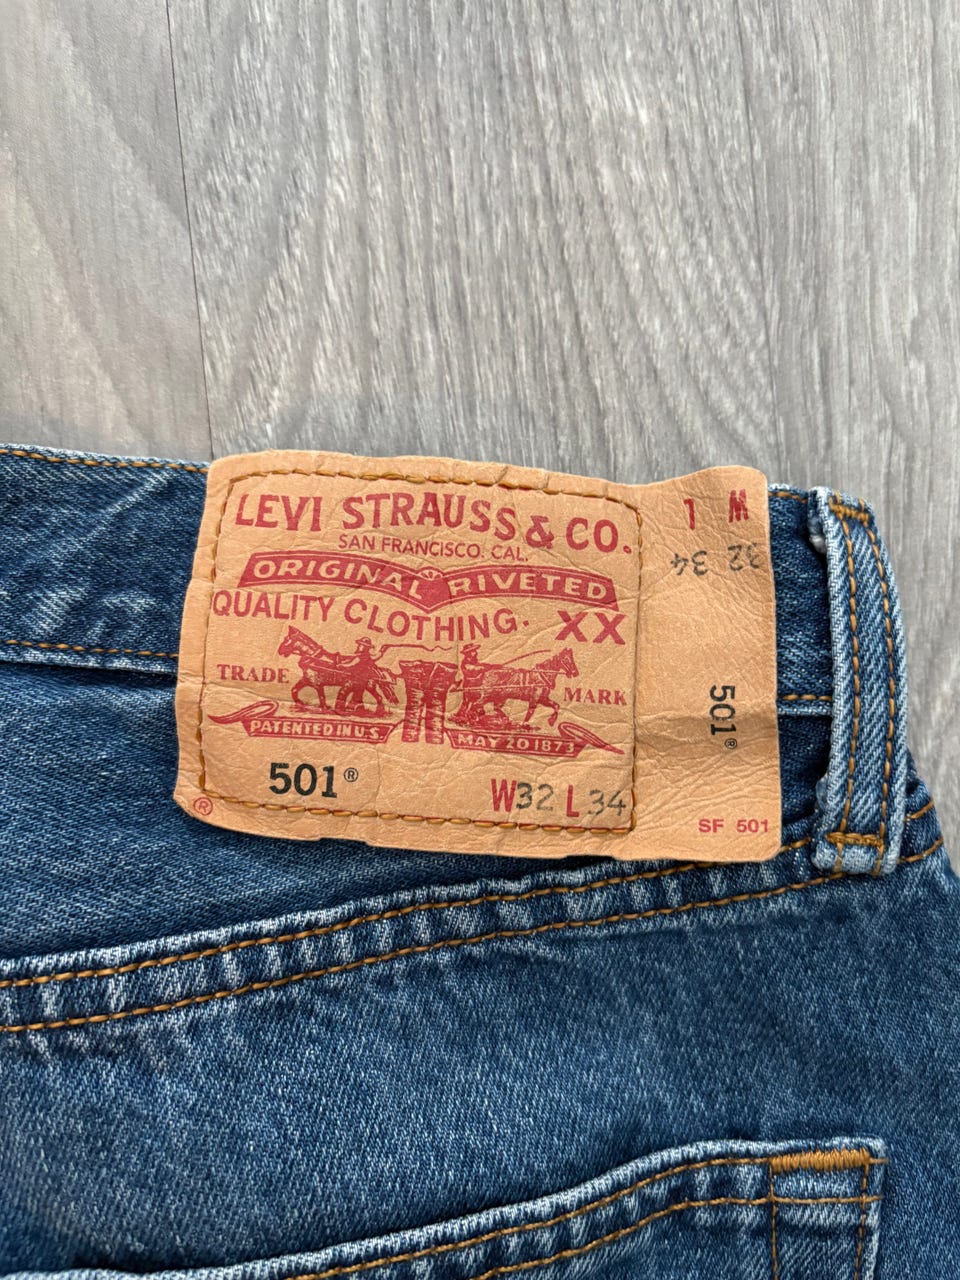 LEVI STRAUSS & CO.
SAN FRANCISCO. CAL.
ORIGINAL RIVETED
QUALITY CLOTHING. XX
TRADE MARK
PATENTED IN U.S. MAY 20 1873
501®
W32 L34
®
1 M
32 34
501®
SF 501